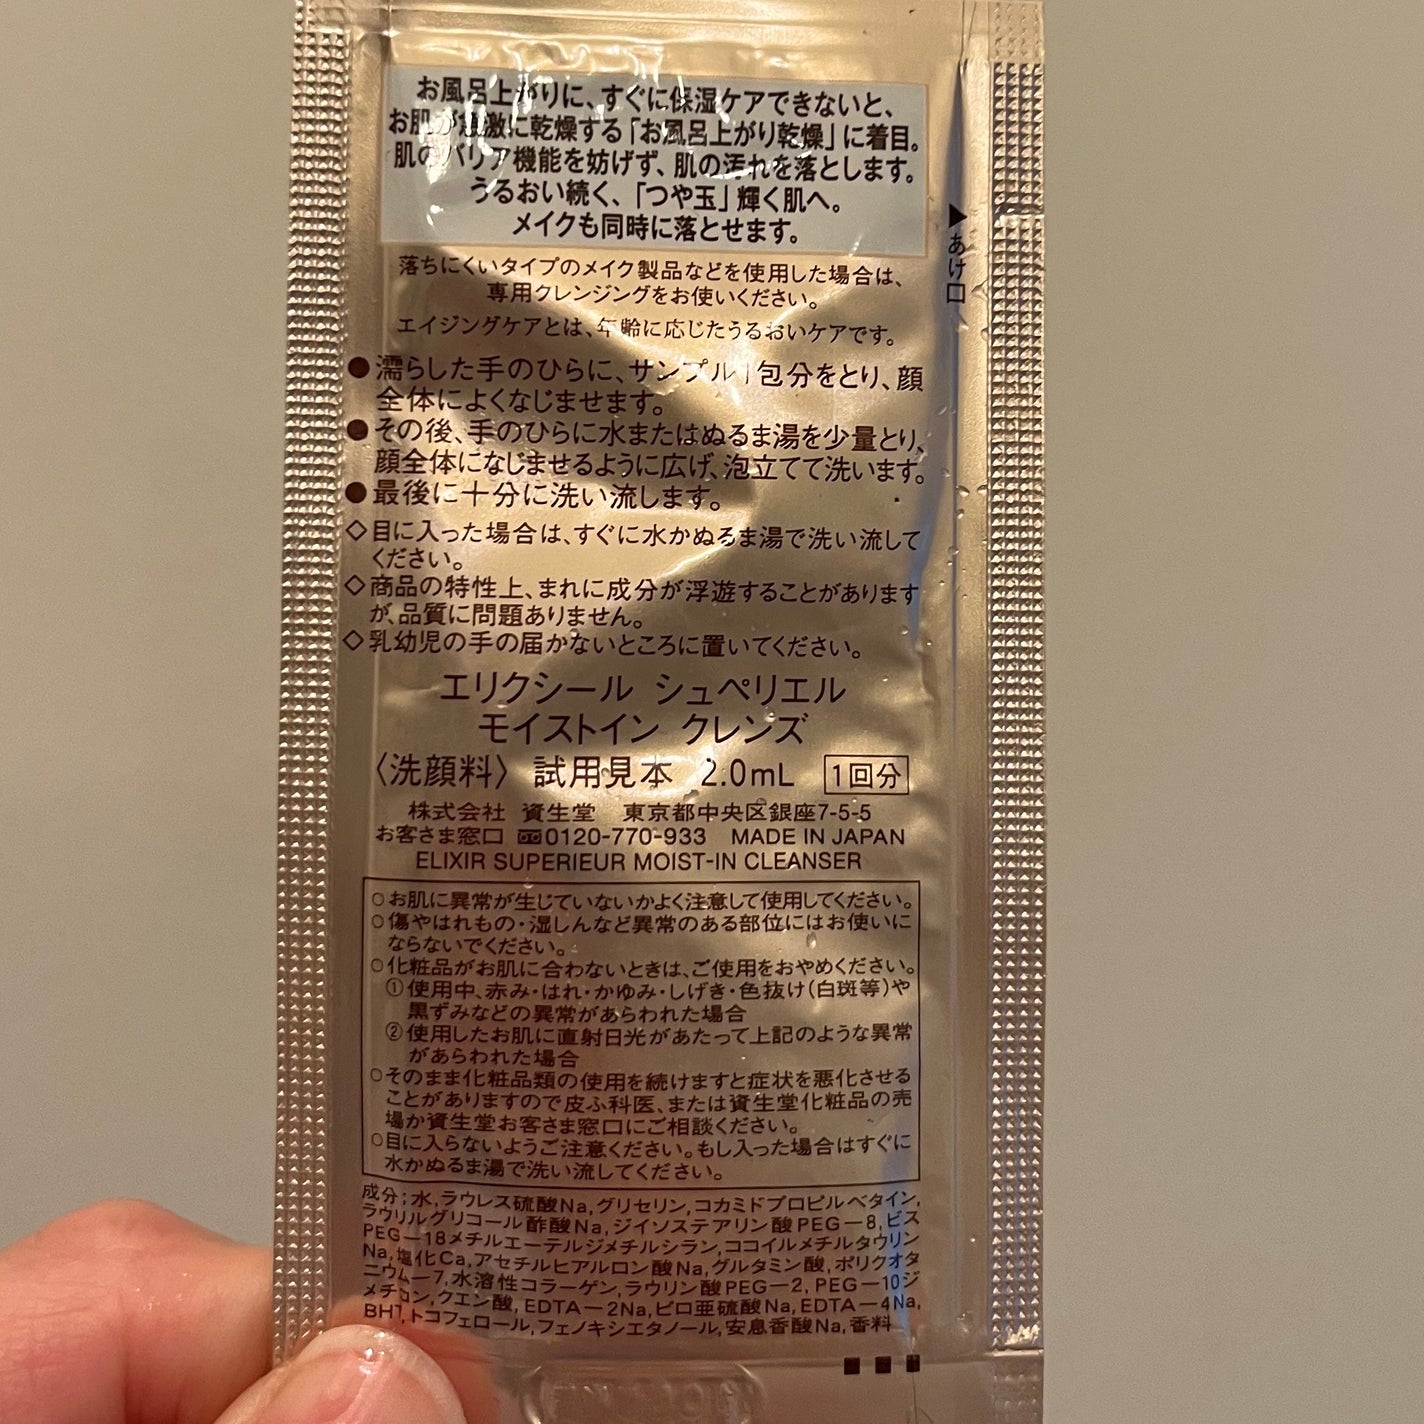 お風呂上がりに、すぐに保湿ケアできないと、
お肌が急激に乾燥する「お風呂上がり乾燥」に着目。
肌のバリア機能を妨げず、肌の汚れを落とします。
うるおい続く、「つや玉」輝く肌へ。
メイクも同時に落とせます。
▶あけ口
落ちにくいタイプのメイク製品などを使用した場合は、
専用クレンジングをお使いください。
エイジングケアとは、年齢に応じたうるおいケアです。
●濡らした手のひらに、サンプル1包分をとり、顔
全体によくなじませます。
●その後、手のひらに水またはぬるま湯を少量とり、
顔全体になじませるように広げ、泡立てて洗います。
●最後に十分に洗い流します。
◇目に入った場合は、すぐに水かぬるま湯で洗い流して
ください。
◇商品の特性上、まれに成分が浮遊することがあります
が、品質に問題ありません。
◇乳幼児の手の届かないところに置いてください。
エリクシール シュペリエル
モイストイン クレンズ
〈洗顔料〉 試用見本 2.0mL 1回分
株式会社 資生堂 東京都中央区銀座7-5-5
お客さま窓口 0120-770-933 MADE IN JAPAN
ELIXIR SUPERIEUR MOIST-IN CLEANSER
○お肌に異常が生じていないかよく注意して使用してください。
○傷やはれもの・湿しんなど異常のある部位にはお使いに
ならないでください。
○化粧品がお肌に合わないときは、ご使用をおやめください。
①使用中、赤み・はれ・かゆみ・しげき・色抜け(白斑等)や
黒ずみなどの異常があらわれた場合
②使用したお肌に直射日光があたって上記のような異常
があらわれた場合
○そのまま化粧品類の使用を続けますと症状を悪化させる
ことがありますので皮ふ科医、または資生堂化粧品の売
場か資生堂お客さま窓口にご相談ください。
○目に入らないようご注意ください。もし入った場合はすぐに
水かぬるま湯で洗い流してください。
成分;水,ラウレス硫酸Na,グリセリン,コカミドプロピルベタイン,
ラウリルグリコール酢酸Na,ジイソステアリン酸PEG－8,ビス
PEG－18メチルエーテルジメチルシラン,ココイルメチルタウリン
Na,塩化Ca,アセチルヒアルロン酸Na,グルタミン酸,ポリクオタ
ニウム－7,水溶性コラーゲン,ラウリン酸PEG－2,PEG－10ジ
メチコン,クエン酸,EDTA－2Na,ピロ亜硫酸Na,EDTA－4Na,
BHT,トコフェロール,フェノキシエタノール,安息香酸Na,香料